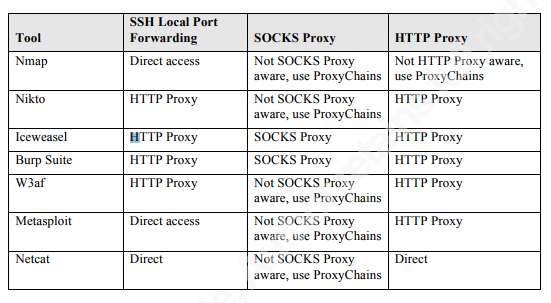 SSH Local Port
Tool Forwarding SOCKS Proxy HTTP Proxy
Nmap Direct access Not SOCKS Proxy Not HTTP Proxy aware,
aware, use ProxyChains use ProxyChains
Nikto HTTP Proxy Not SOCKS Proxy HTTP Proxy
aware, use ProxyChains
Iceweasel HTTP Proxy SOCKS Proxy HTTP Proxy
Burp Suite HTTP Proxy SOCKS Proxy HTTP Proxy
W3af HTTP Proxy Not SOCKS Proxy HTTP Proxy
aware, use ProxyChains
Metasploit Direct access Not SOCKS Proxy HTTP Proxy
aware, use ProxyChains
Netcat Direct Not SOCKS Proxy Direct
aware, use ProxyChains